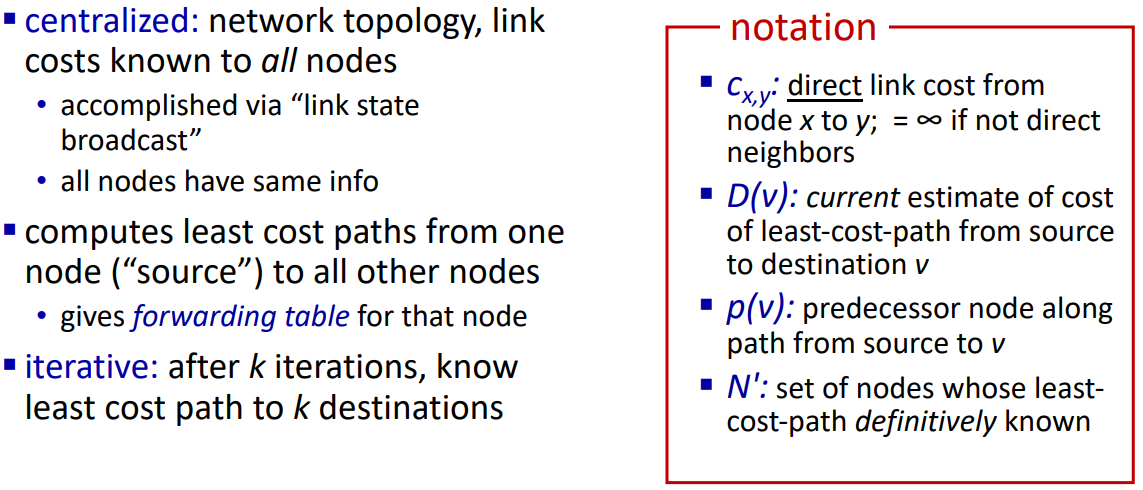 ▪ centralized: network topology, link
costs known to all nodes
• accomplished via “link state
broadcast”
• all nodes have same info
▪ computes least cost paths from one
node (“source”) to all other nodes
• gives forwarding table for that node
▪ iterative: after k iterations, know
least cost path to k destinations
notation
▪ cx,y: direct link cost from
node x to y; = ∞ if not direct
neighbors
▪ D(v): current estimate of cost
of least-cost-path from source
to destination v
▪ p(v): predecessor node along
path from source to v
▪ N': set of nodes whose least-
cost-path definitively known